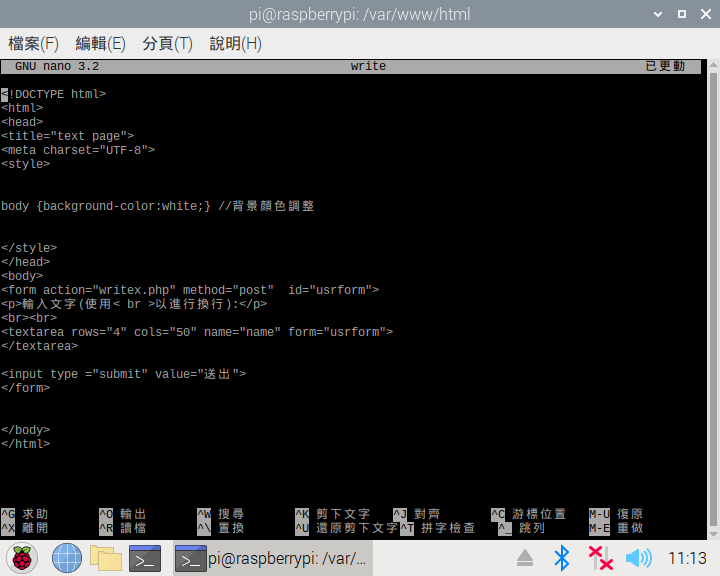 pi@raspberrypi: /var/www/html
檔案(F) 編輯(E) 分頁(T) 說明(H)
GNU nano 3.2 write 已更動
<!DOCTYPE html>
<html>
<head>
<title="text page">
<meta charset="UTF-8">
<style>
body {background-color:white;} //背景顏色調整
</style>
</head>
<body>
<form action="writex.php" method="post"  id="usrform">
<p>輸入文字(使用< br >以進行換行):</p>
<br><br>
<textarea rows="4" cols="50" name="name" form="usrform">
</textarea>
<input type ="submit" value="送出">
</form>
</body>
</html>
^G 求助 ^O 輸出 ^W 搜尋 ^K 剪下文字 ^J 對齊 ^C 游標位置 M-U 復原
^X 離開 ^R 讀檔 ^\ 置換 ^U 還原剪下文字 ^T 拼字檢查 ^_ 跳列 M-E 重做
pi@raspberrypi: /var/... 11:13